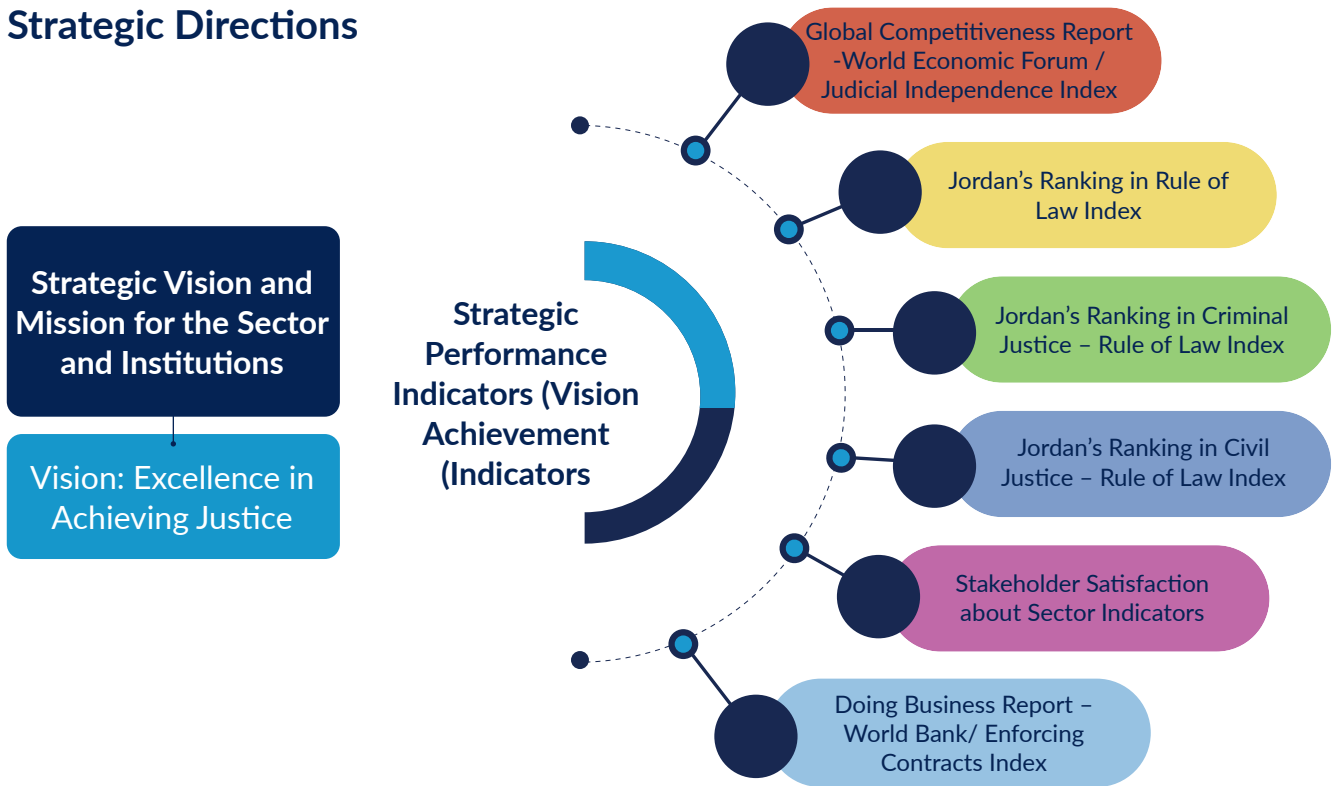 Strategic Directions
Strategic Vision and
Mission for the Sector
and Institutions
Vision: Excellence in
Achieving Justice
Strategic
Performance
Indicators (Vision
Achievement
(Indicators
Global Competitiveness Report
-World Economic Forum /
Judicial Independence Index
Jordan’s Ranking in Rule of
Law Index
Jordan’s Ranking in Criminal
Justice – Rule of Law Index
Jordan’s Ranking in Civil
Justice – Rule of Law Index
Stakeholder Satisfaction
about Sector Indicators
Doing Business Report –
World Bank/ Enforcing
Contracts Index